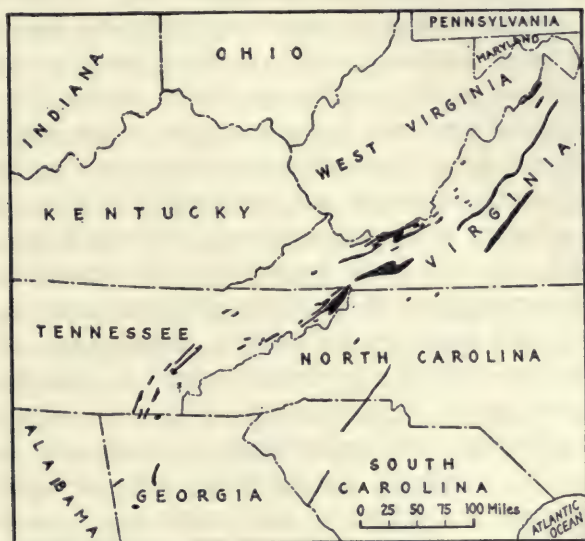 PENNSYLVANIA
MARYLAND
OHIO
INDIANA
WEST VIRGINIA
VIRGINIA
KENTUCKY
TENNESSEE
NORTH CAROLINA
ALABAMA
GEORGIA
SOUTH
CAROLINA
0 25 50 75 100 Miles
ATLANTIC
OCEAN